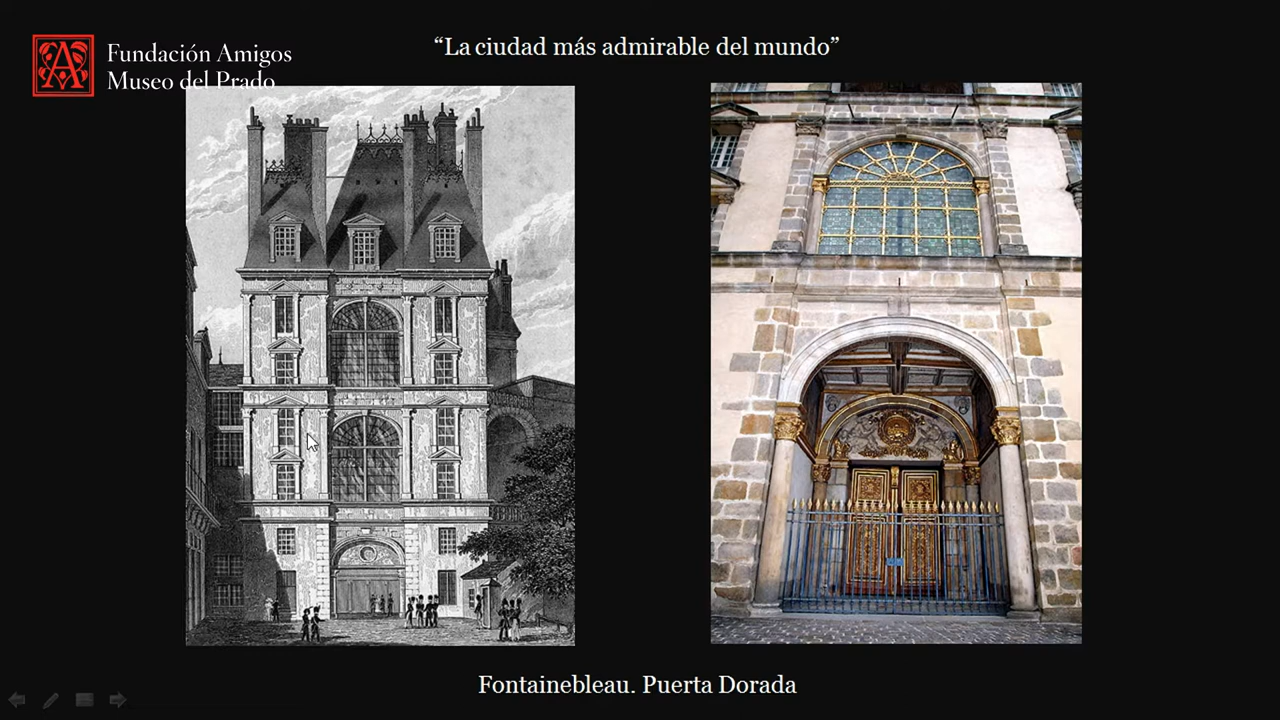 Fundación Amigos
Museo del Prado
“La ciudad más admirable del mundo”
Fontainebleau. Puerta Dorada